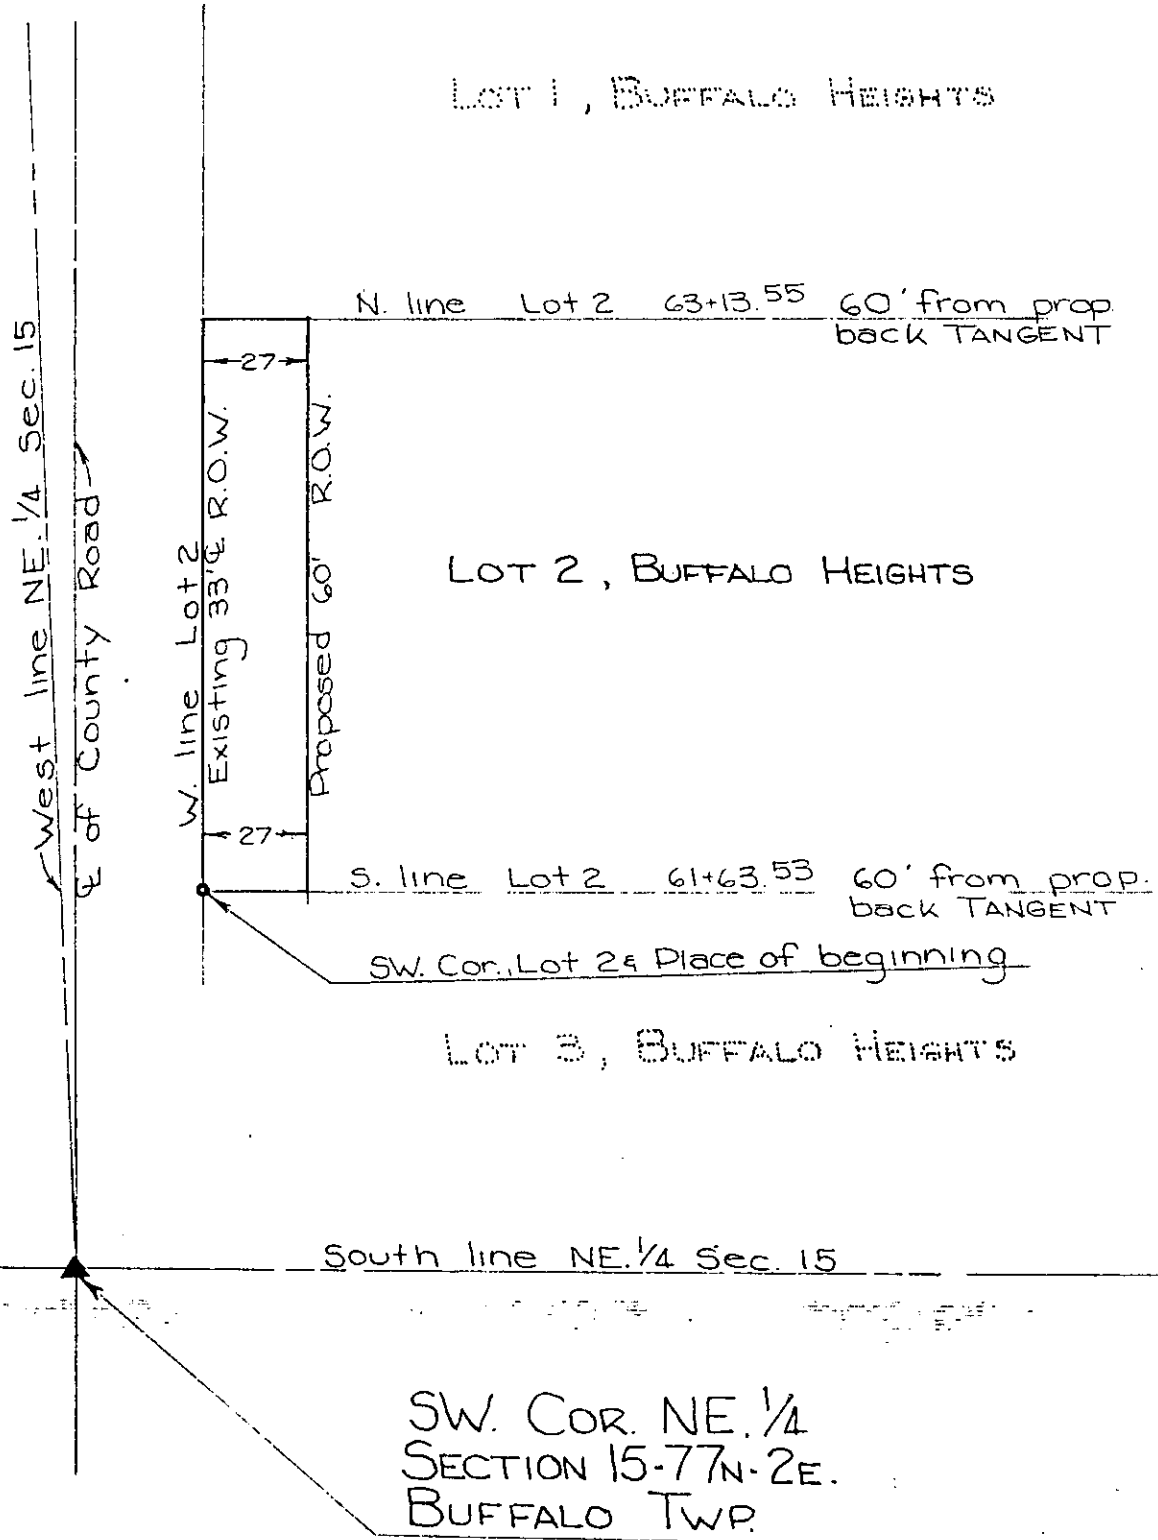 LOT 1, BUFFALO HEIGHTS
N. line Lot 2 63+13.55 60' from prop.
back TANGENT
27
West line NE. 1/4 Sec. 15
℄ of County Road
W. line Lot 2
Existing 33' ℄ R.O.W.
Proposed 60' R.O.W.
LOT 2, BUFFALO HEIGHTS
27
S. line Lot 2 61+63.53 60' from prop.
back TANGENT
SW. Cor., Lot 2 & Place of beginning
LOT 3, BUFFALO HEIGHTS
South line NE. 1/4 Sec. 15
SW. COR. NE. 1/4
SECTION 15-77N-2E.
BUFFALO TWP.